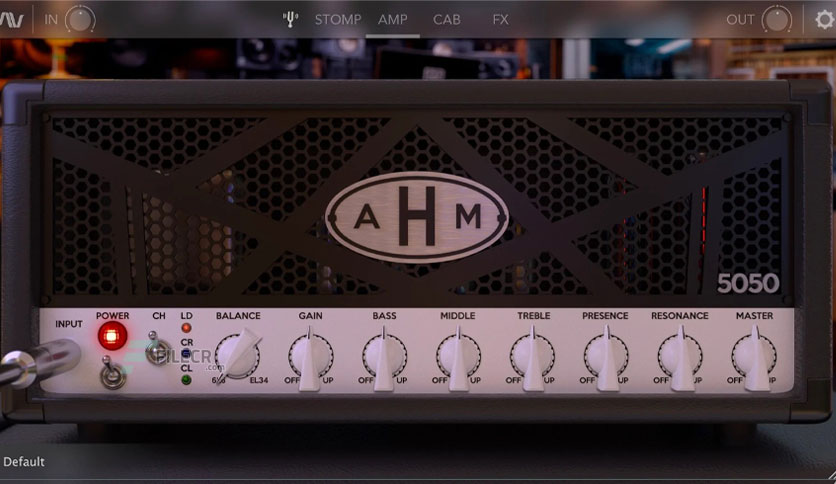 IN STOMP AMP CAB FX OUT
AHM
5050
INPUT POWER CH LD BALANCE GAIN BASS MIDDLE TREBLE PRESENCE RESONANCE MASTER
CR
FILECR
.com
CL
EL34 OFF UP OFF UP OFF UP OFF UP OFF UP OFF UP OFF UP
Default